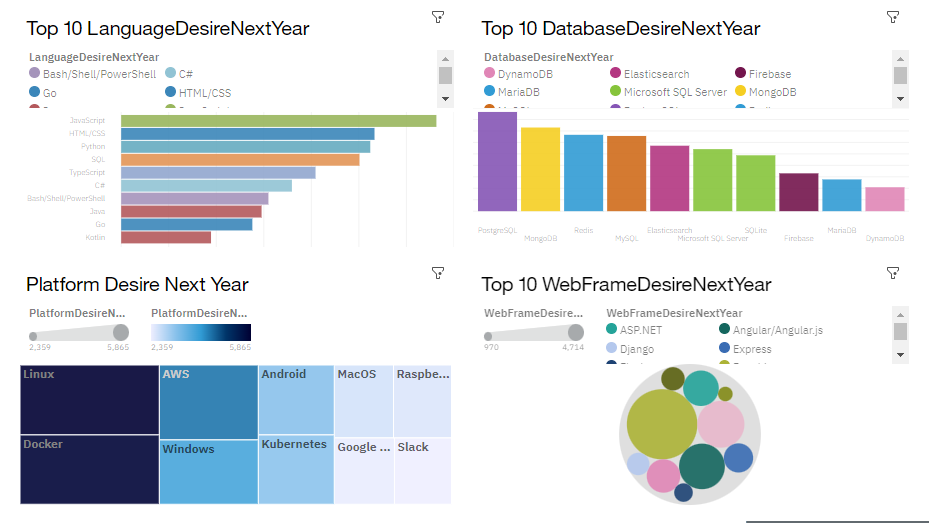 Top 10 LanguageDesireNextYear
LanguageDesireNextYear
Bash/Shell/PowerShell
C#
Go
HTML/CSS
JavaScript
HTML/CSS
Python
SQL
TypeScript
C#
Bash/Shell/PowerShell
Java
Go
Kotlin
Top 10 DatabaseDesireNextYear
DatabaseDesireNextYear
DynamoDB
Elasticsearch
Firebase
MariaDB
Microsoft SQL Server
MongoDB
PostgreSQL
MongoDB
Redis
MySQL
Elasticsearch
Microsoft SQL Server
SQLite
Firebase
MariaDB
DynamoDB
Platform Desire Next Year
PlatformDesireN...
2,359
5,865
PlatformDesireN...
2,359
5,865
Linux
AWS
Android
MacOS
Raspbe...
Docker
Windows
Kubernetes
Google ...
Slack
Top 10 WebFrameDesireNextYear
WebFrameDesire...
970
4,714
WebFrameDesireNextYear
ASP.NET
Angular/Angular.js
Django
Express